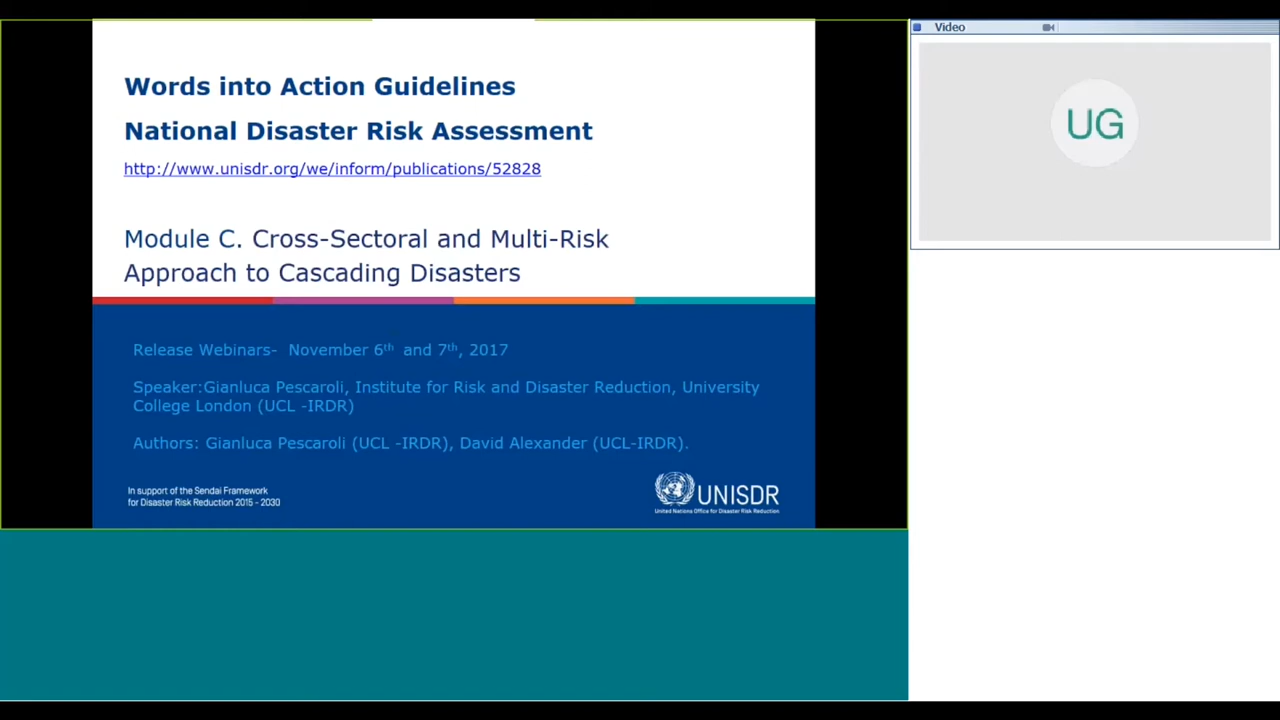 Video
UG
Words into Action Guidelines
National Disaster Risk Assessment
http://www.unisdr.org/we/inform/publications/52828
Module C. Cross-Sectoral and Multi-Risk
Approach to Cascading Disasters
Release Webinars-  November 6th and 7th, 2017
Speaker:Gianluca Pescaroli, Institute for Risk and Disaster Reduction, University
College London (UCL -IRDR)
Authors: Gianluca Pescaroli (UCL -IRDR), David Alexander (UCL-IRDR).
In support of the Sendai Framework
for Disaster Risk Reduction 2015 - 2030
UNISDR
United Nations Office for Disaster Risk Reduction